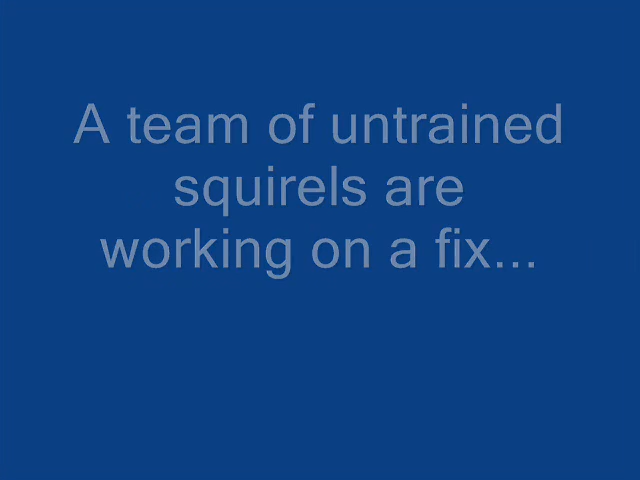 A team of untrained
squirels are
working on a fix...